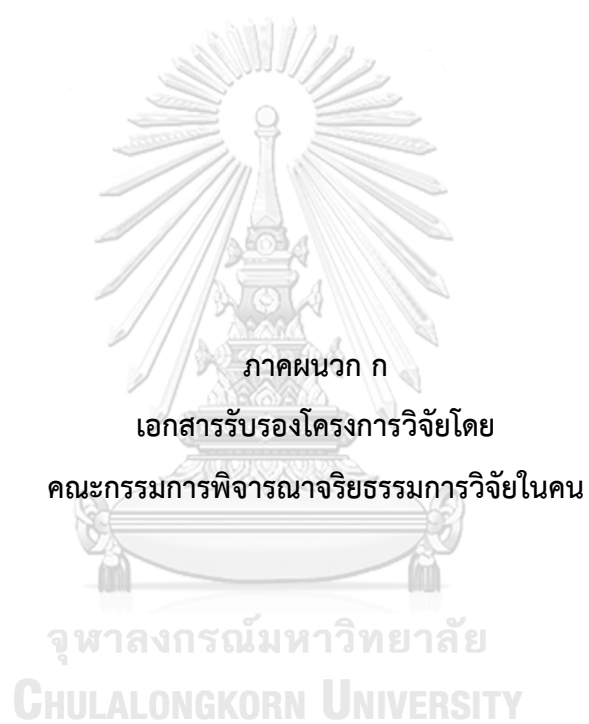 ภาคผนวก ก
เอกสารรับรองโครงการวิจัยโดย
คณะกรรมการพิจารณาจริยธรรมการวิจัยในคน
จุฬาลงกรณ์มหาวิทยาลัย
CHULALONGKORN UNIVERSITY